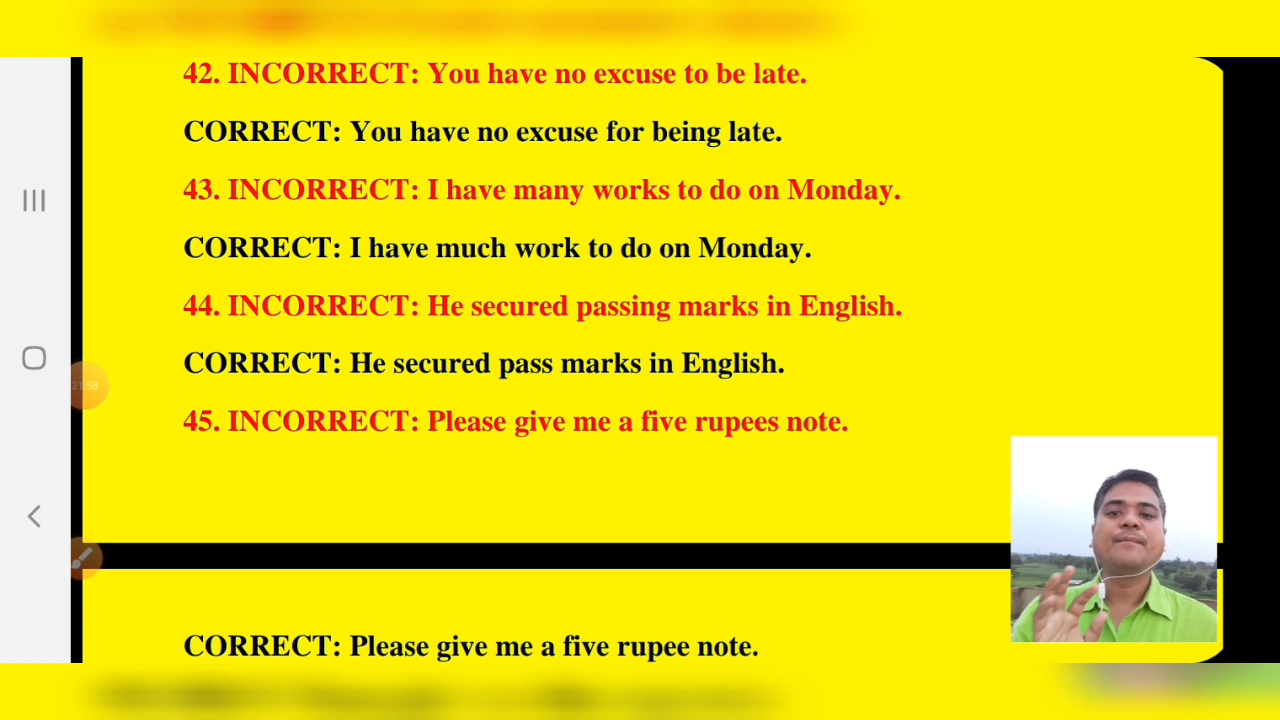 42. INCORRECT: You have no excuse to be late.
CORRECT: You have no excuse for being late.
43. INCORRECT: I have many works to do on Monday.
CORRECT: I have much work to do on Monday.
44. INCORRECT: He secured passing marks in English.
CORRECT: He secured pass marks in English.
21:58
45. INCORRECT: Please give me a five rupees note.
CORRECT: Please give me a five rupee note.